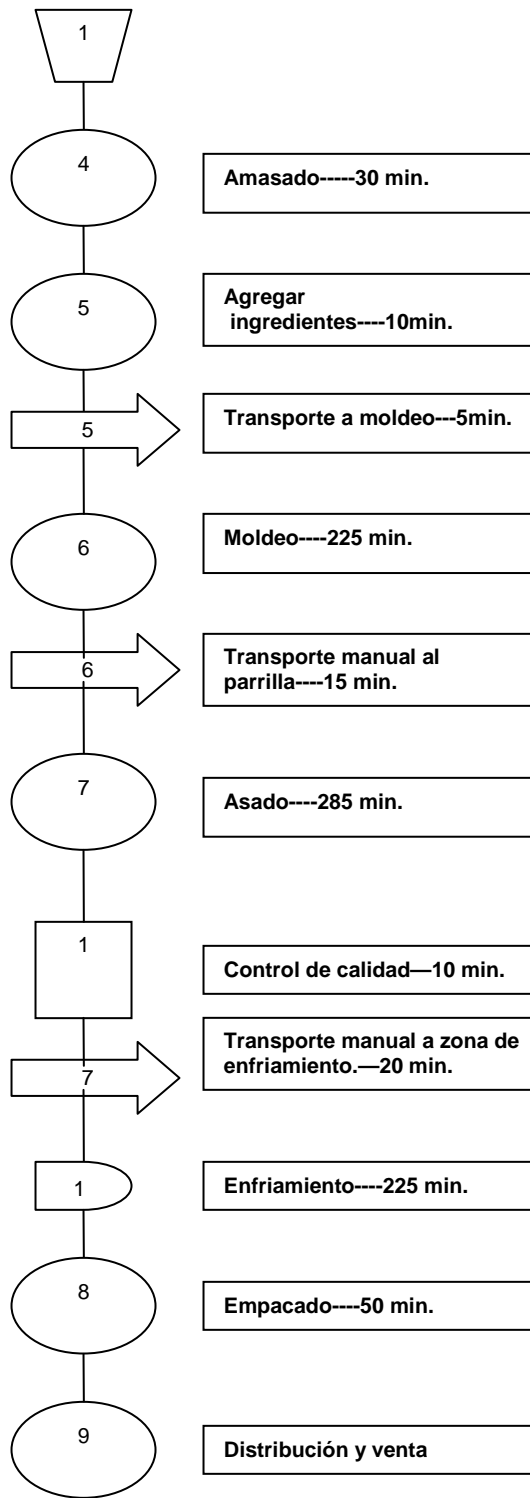 1
4
Amasado-----30 min.
5
Agregar
ingredientes----10min.
5
Transporte a moldeo---5min.
6
Moldeo----225 min.
6
Transporte manual al
parrilla----15 min.
7
Asado----285 min.
1
Control de calidad—10 min.
7
Transporte manual a zona de
enfriamiento.—20 min.
1
Enfriamiento----225 min.
8
Empacado----50 min.
9
Distribución y venta